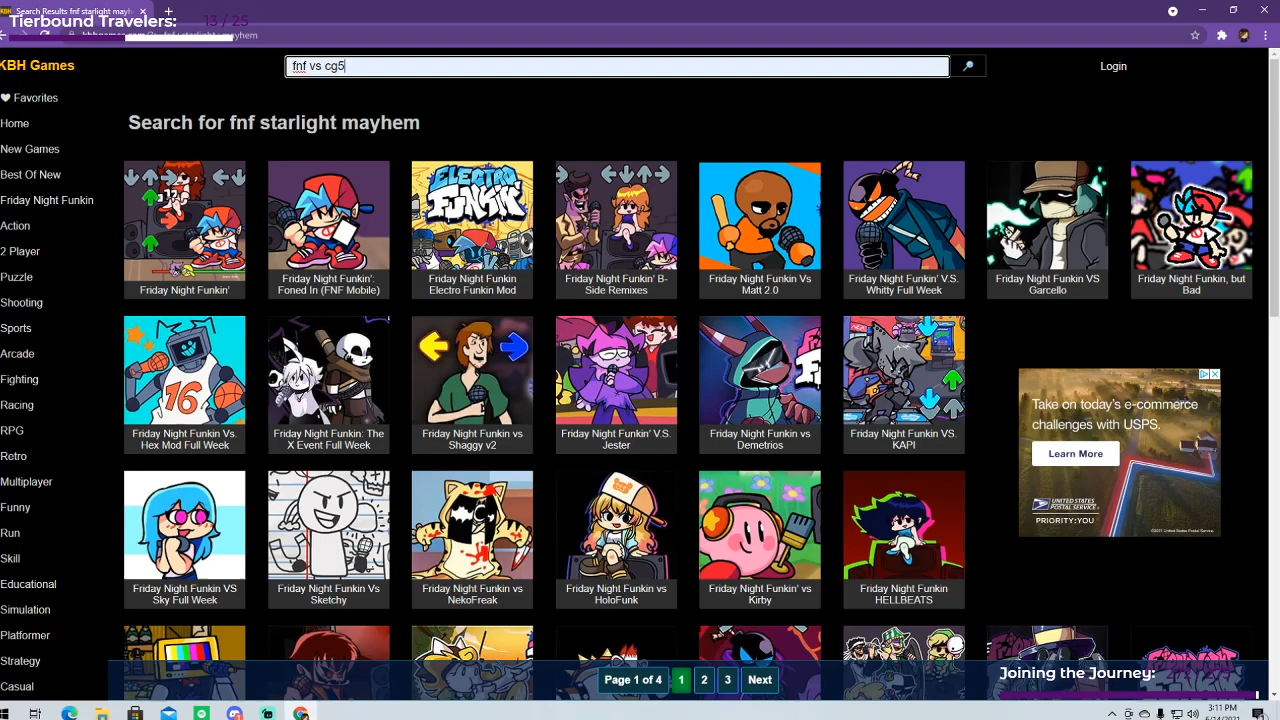 Search Results FNF starlight may
Tierbound Travelers: 13 / 25
KBH Games
fnf vs cg5
Login
Favorites
Home
New Games
Best Of New
Friday Night Funkin
Action
2 Player
Puzzle
Shooting
Sports
Arcade
Fighting
Racing
RPG
Retro
Multiplayer
Funny
Run
Skill
Educational
Simulation
Platformer
Strategy
Casual
Search for fnf starlight mayhem
Friday Night Funkin'
Friday Night Funkin':
Foned In (FNF Mobile)
ELECTRO
FUNKIN'
Friday Night Funkin
Electro Funkin Mod
Friday Night Funkin' B-
Side Remixes
Friday Night Funkin Vs
Matt 2.0
Friday Night Funkin' V.S.
Whitty Full Week
Friday Night Funkin VS
Garcello
Friday Night Funkin, but
Bad
16
Friday Night Funkin Vs.
Hex Mod Full Week
Friday Night Funkin: The
X Event Full Week
Friday Night Funkin vs
Shaggy v2
Friday Night Funkin' V.S.
Jester
Friday Night Funkin vs
Demetrios
Friday Night Funkin VS.
KAPI
Take on today's e-commerce
challenges with USPS.
Learn More
UNITED STATES
POSTAL SERVICE
PRIORITY:YOU
Friday Night Funkin VS
Sky Full Week
Friday Night Funkin Vs
Sketchy
Friday Night Funkin vs
NekoFreak
Friday Night Funkin vs
HoloFunk
Friday Night Funkin' vs
Kirby
Friday Night Funkin
HELLBEATS
Page 1 of 4
1
2
3
Next
Joining the Journey:
3:11 PM
6/24/2021